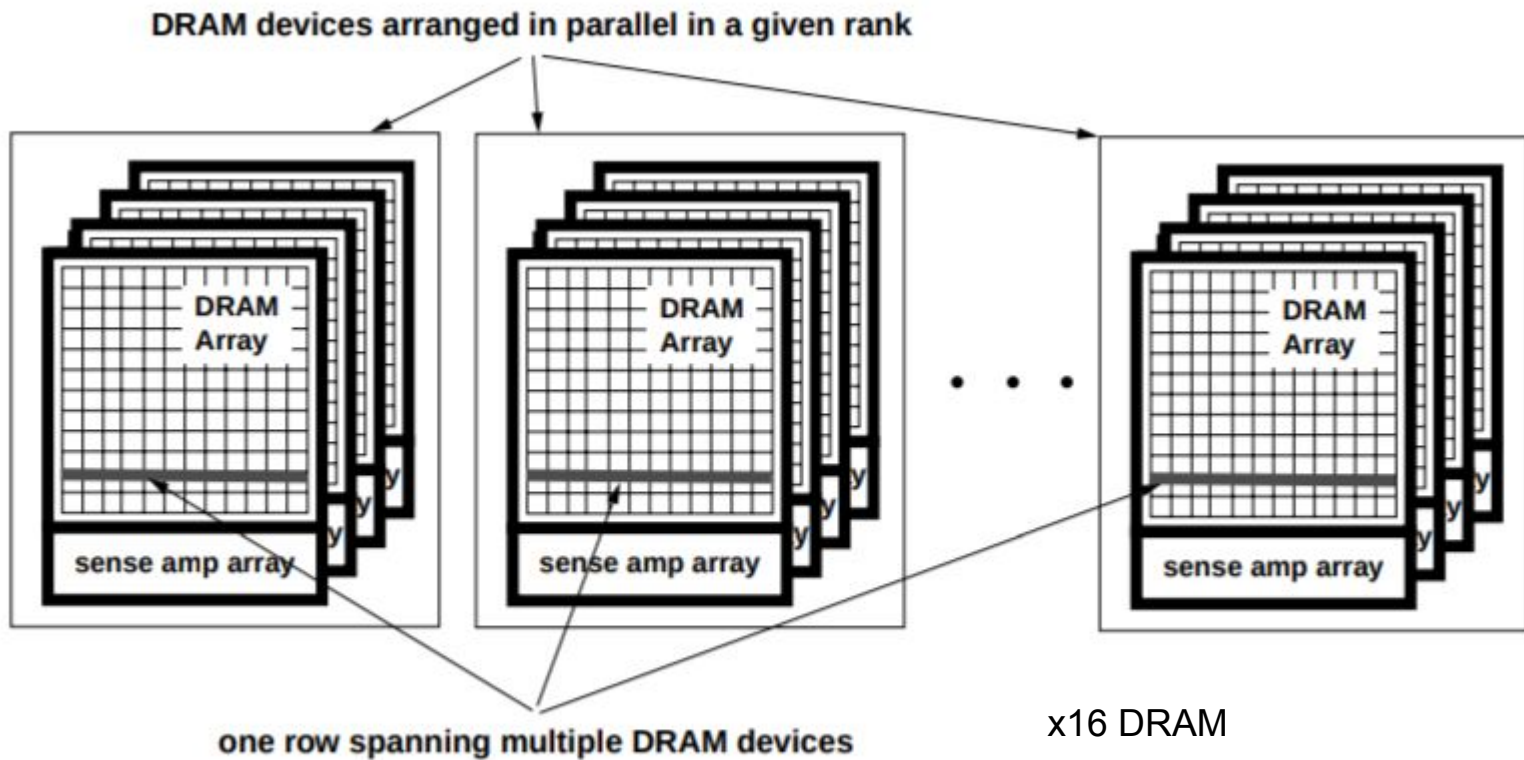 DRAM devices arranged in parallel in a given rank
DRAM
Array
DRAM
Array
DRAM
Array
y
y
y
y
y
y
y
y
y
sense amp array
sense amp array
sense amp array
one row spanning multiple DRAM devices
x16 DRAM